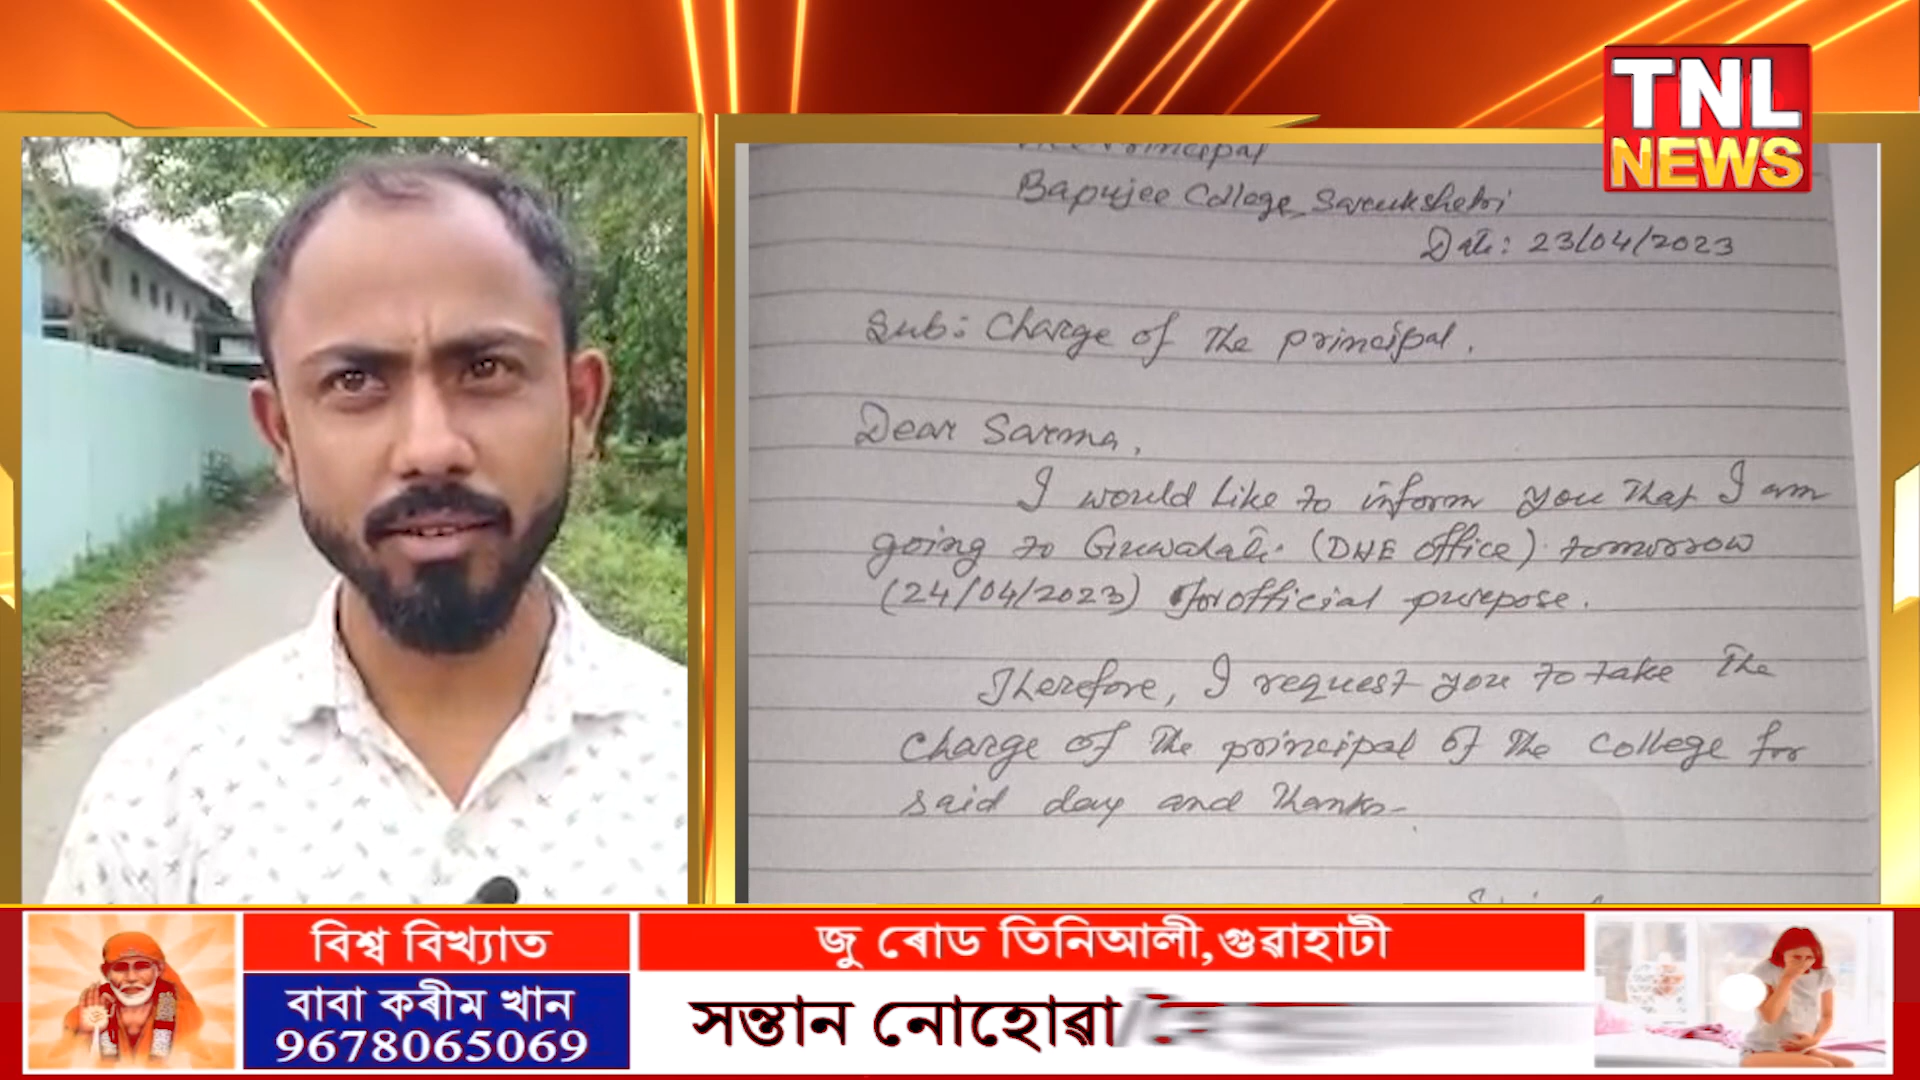 TNL
NEWS
Principal
Bapujee College, Sarukshetri
Date: 23/04/2023
Sub: Charge of the principal.
Dear Sarma,
I would like to inform you that I am
going to Guwahati (DHE office) tomorrow
(24/04/2023) for official purpose.
Therefore, I request you to take the
charge of the principal of the college for
said day and thanks-
বিশ্ব বিখ্যাত
বাবা কৰীম খান
9678065069
জু ৰোড তিনিআলী,গুৱাহাটী
সন্তান নোহোৱা/